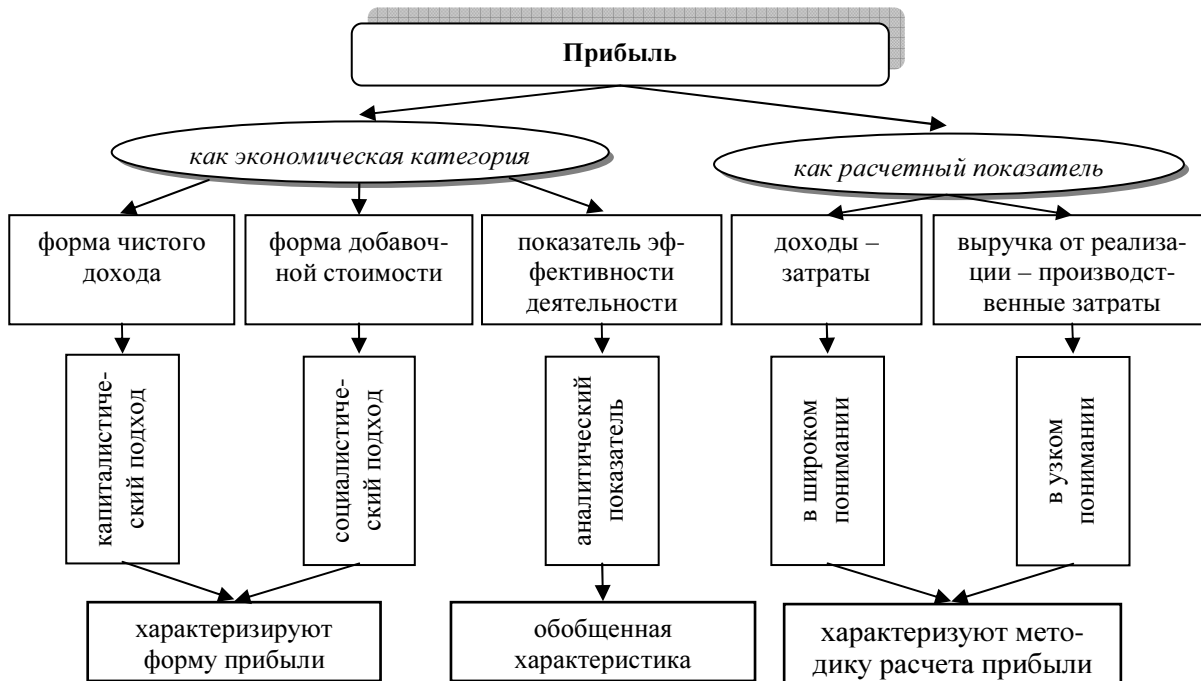 Прибыль
как экономическая категория
как расчетный показатель
форма чистого
дохода
форма добавоч-
ной стоимости
показатель эф-
фективности
деятельности
доходы –
затраты
выручка от реализа-
ции – производст-
венные затраты
капиталистиче-
ский подход
социалистиче-
ский подход
аналитический
показатель
в широком
понимании
в узком
понимании
характеризируют
форму прибыли
обобщенная
характеристика
характеризуют мето-
дику расчета прибыли